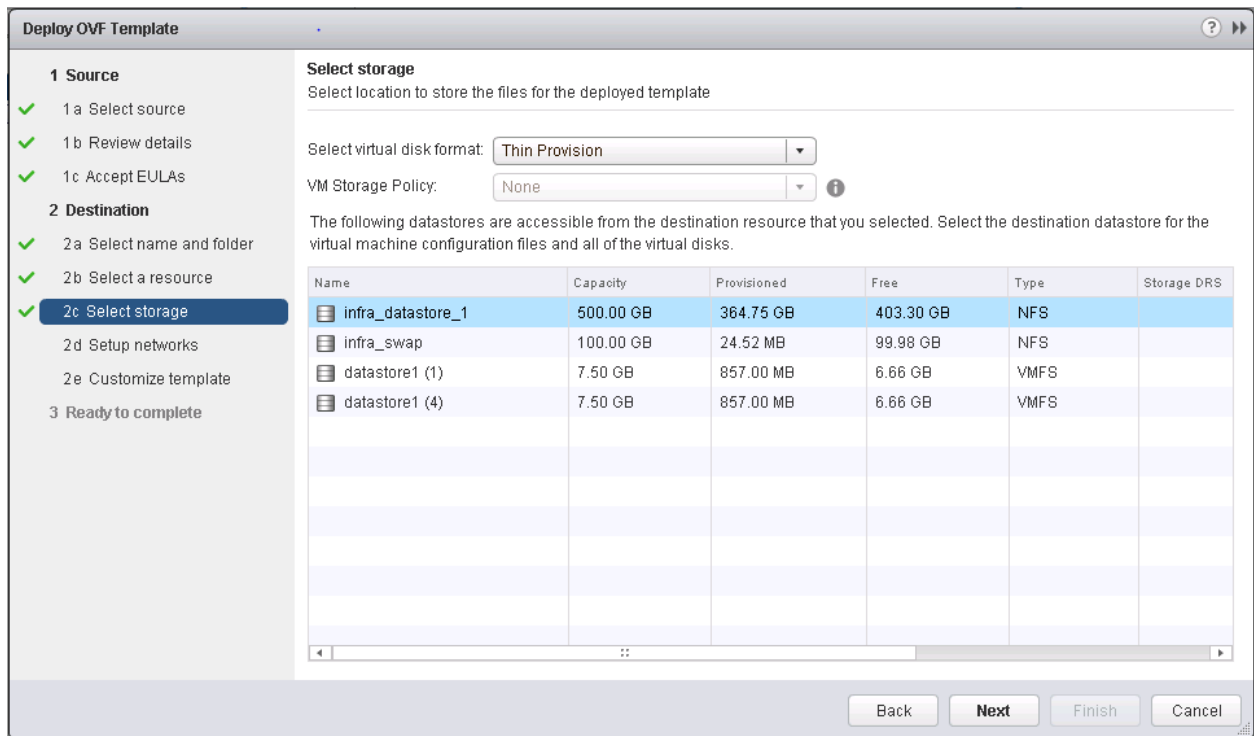 Deploy OVF Template
1 Source
1a Select source
1b Review details
1c Accept EULAs
2 Destination
2a Select name and folder
2b Select a resource
2c Select storage
2d Setup networks
2e Customize template
3 Ready to complete
Select storage
Select location to store the files for the deployed template
Select virtual disk format: Thin Provision
VM Storage Policy: None
The following datastores are accessible from the destination resource that you selected. Select the destination datastore for the
virtual machine configuration files and all of the virtual disks.
Name Capacity Provisioned Free Type Storage DRS
infra_datastore_1 500.00 GB 364.75 GB 403.30 GB NFS
infra_swap 100.00 GB 24.52 MB 99.98 GB NFS
datastore1 (1) 7.50 GB 857.00 MB 6.66 GB VMFS
datastore1 (4) 7.50 GB 857.00 MB 6.66 GB VMFS
Back Next Finish Cancel